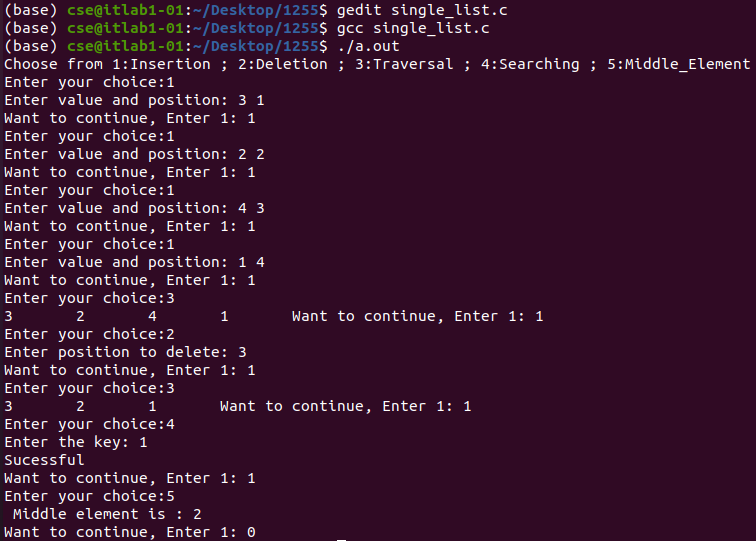 (base) cse@itlab1-01:~/Desktop/1255$ gedit single_list.c
(base) cse@itlab1-01:~/Desktop/1255$ gcc single_list.c
(base) cse@itlab1-01:~/Desktop/1255$ ./a.out
Choose from 1:Insertion ; 2:Deletion ; 3:Traversal ; 4:Searching ; 5:Middle_Element
Enter your choice:1
Enter value and position: 3 1
Want to continue, Enter 1: 1
Enter your choice:1
Enter value and position: 2 2
Want to continue, Enter 1: 1
Enter your choice:1
Enter value and position: 4 3
Want to continue, Enter 1: 1
Enter your choice:1
Enter value and position: 1 4
Want to continue, Enter 1: 1
Enter your choice:3
3       2       4       1       Want to continue, Enter 1: 1
Enter your choice:2
Enter position to delete: 3
Want to continue, Enter 1: 1
Enter your choice:3
3       2       1       Want to continue, Enter 1: 1
Enter your choice:4
Enter the key: 1
Sucessful
Want to continue, Enter 1: 1
Enter your choice:5
 Middle element is : 2
Want to continue, Enter 1: 0